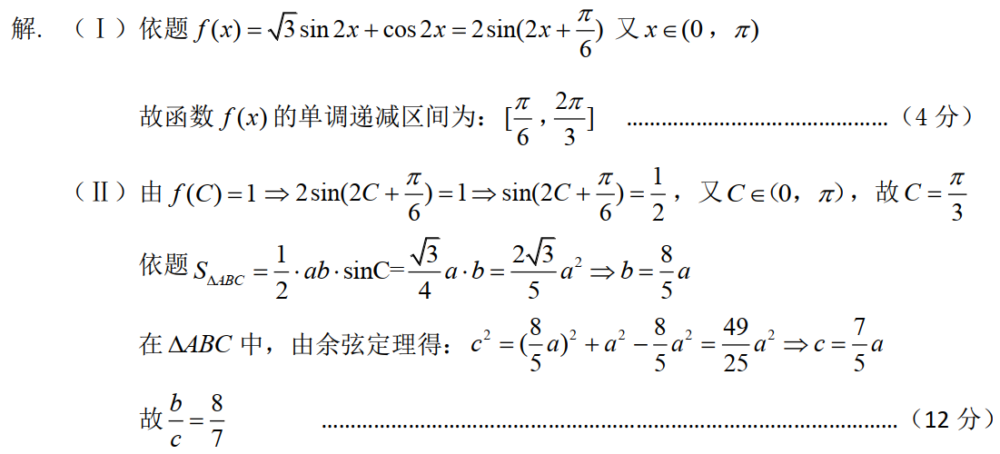 解. （Ⅰ）依题 $f(x)=\sqrt{3}\sin 2x+\cos 2x=2\sin(2x+\frac{\pi}{6})$ 又 $x\in(0，\pi)$
故函数 $f(x)$ 的单调递减区间为：$[\frac{\pi}{6}，\frac{2\pi}{3}]$ ……………………………………（4 分）
（Ⅱ）由 $f(C)=1\Rightarrow 2\sin(2C+\frac{\pi}{6})=1\Rightarrow \sin(2C+\frac{\pi}{6})=\frac{1}{2}$，又 $C\in(0，\pi)$，故 $C=\frac{\pi}{3}$
依题 $S_{\Delta ABC}=\frac{1}{2}\cdot ab\cdot \mathrm{sinC}=\frac{\sqrt{3}}{4}a\cdot b=\frac{2\sqrt{3}}{5}a^2\Rightarrow b=\frac{8}{5}a$
在 $\Delta ABC$ 中，由余弦定理得：$c^2=(\frac{8}{5}a)^2+a^2-\frac{8}{5}a^2=\frac{49}{25}a^2\Rightarrow c=\frac{7}{5}a$
故 $\frac{b}{c}=\frac{8}{7}$ ……………………………………………………………………（12 分）